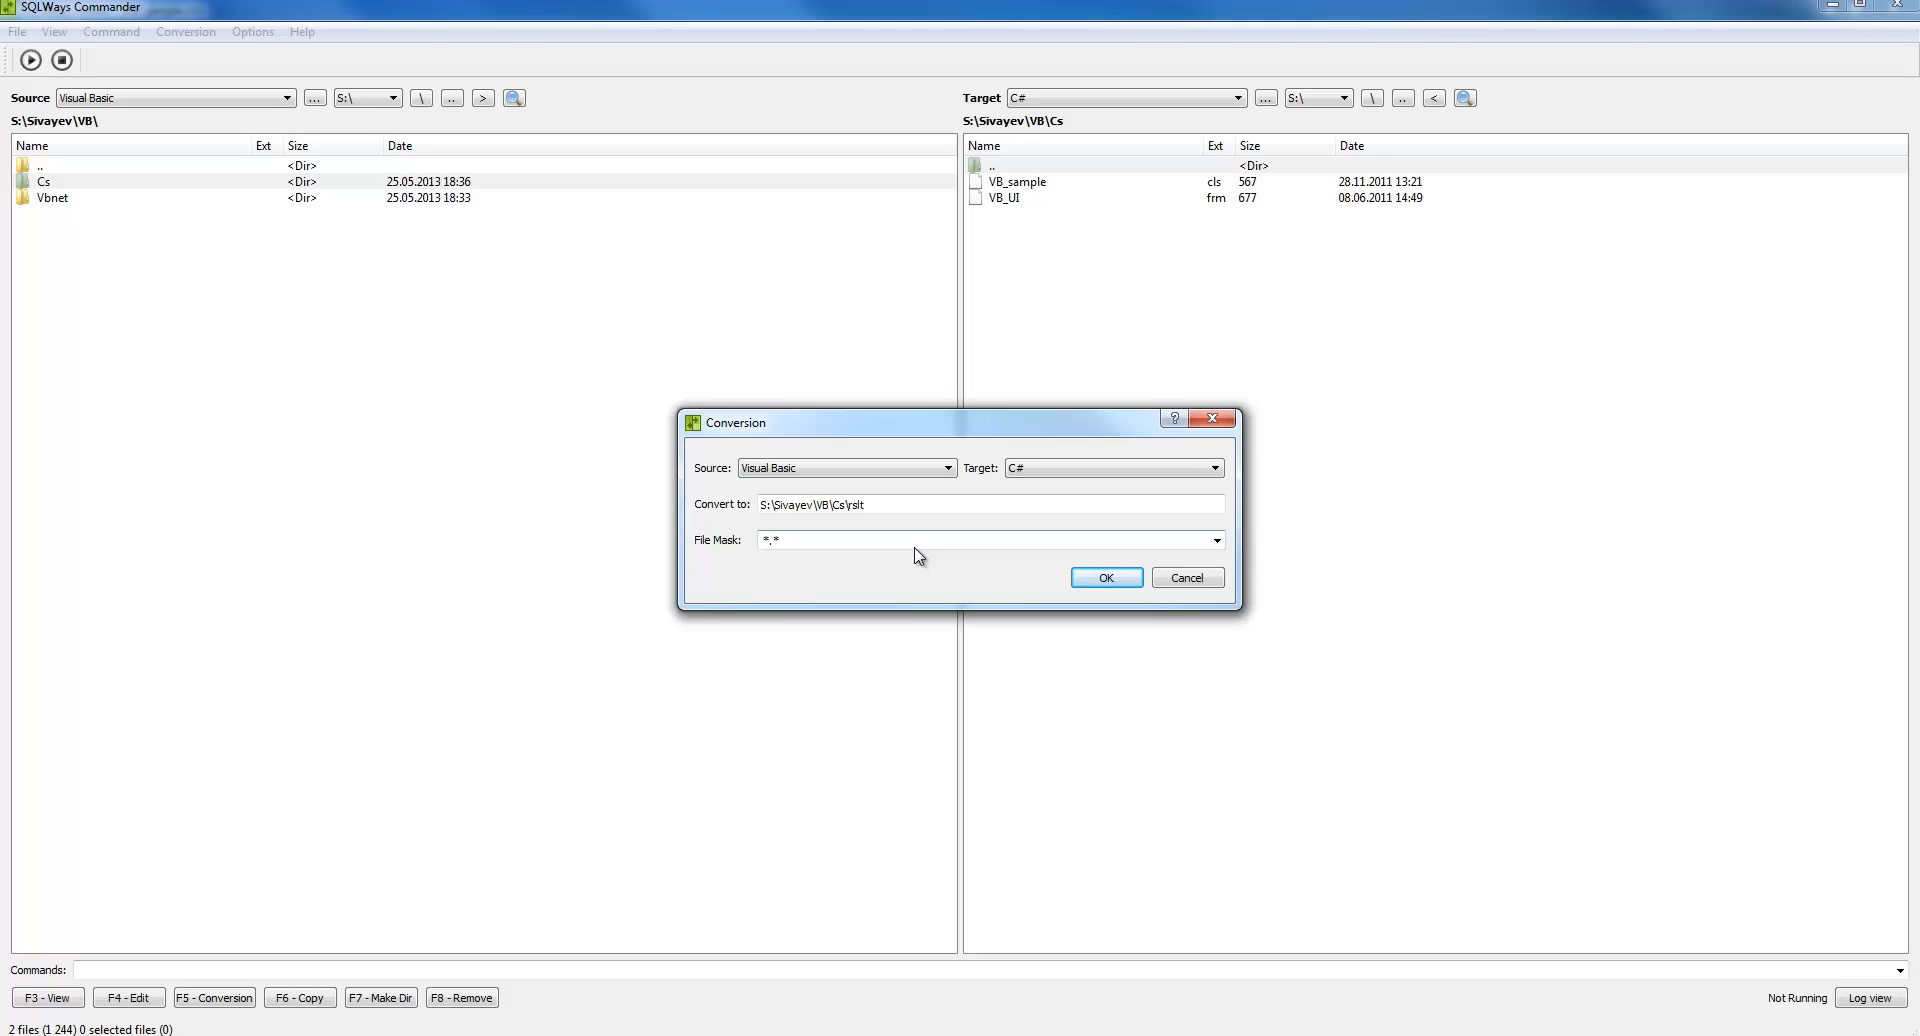 SQLWays Commander
File View Command Conversion Options Help
Source Visual Basic ... S:\ \ .. >
Target C# ... S:\ \ .. <
S:\Sivayev\VB\
S:\Sivayev\VB\Cs
Name Ext Size Date
.. <Dir>
Cs <Dir> 25.05.2013 18:36
Vbnet <Dir> 25.05.2013 18:33
Name Ext Size Date
.. <Dir>
VB_sample cls 567 28.11.2011 13:21
VB_UI frm 677 08.06.2011 14:49
Conversion
?
Source: Visual Basic Target: C#
Convert to: S:\Sivayev\VB\Cs\rslt
File Mask: *.*
OK Cancel
Commands:
F3 - View F4 - Edit F5 - Conversion F6 - Copy F7 - Make Dir F8 - Remove Not Running Log view
2 files (1 244) 0 selected files (0)